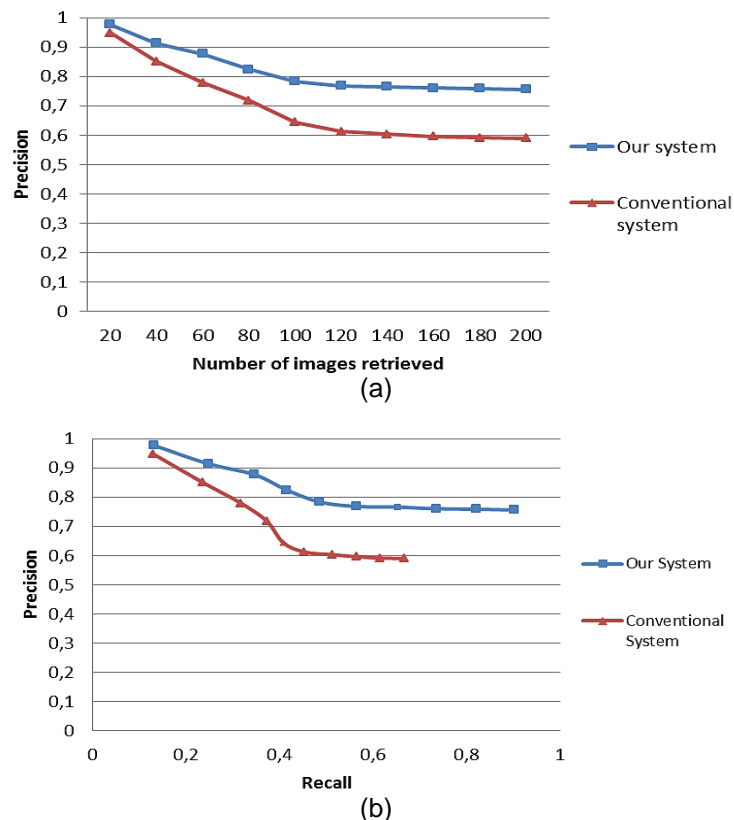 1
0,9
0,8
0,7
0,6
0,5
0,4
0,3
0,2
0,1
0
Precision
20 40 60 80 100 120 140 160 180 200
Number of images retrieved
Our system
Conventional
system
(a)
1
0,9
0,8
0,7
0,6
0,5
0,4
0,3
0,2
0,1
0
Precision
0 0,2 0,4 0,6 0,8 1
Recall
Our System
Conventional
System
(b)